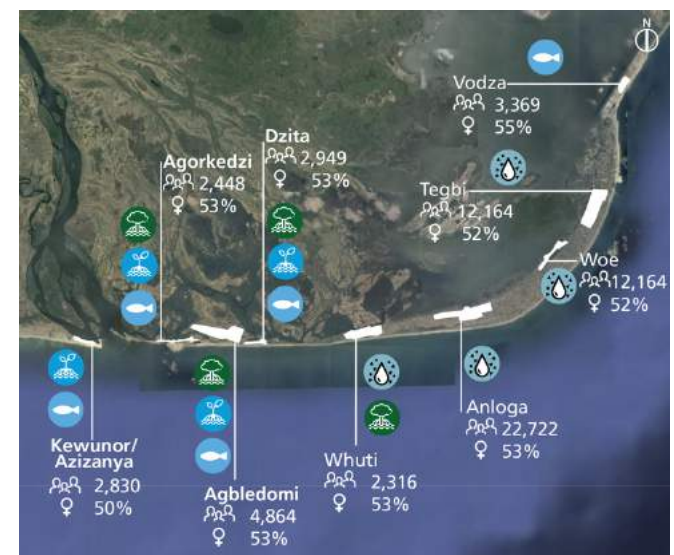 N
Vodza
3,369
55%
Dzita
2,949
53%
Agorkedzi
2,448
53%
Tegbi
12,164
52%
Woe
12,164
52%
Anloga
22,722
53%
Whuti
2,316
53%
Kewunor/
Azizanya
2,830
50%
Agbledomi
4,864
53%